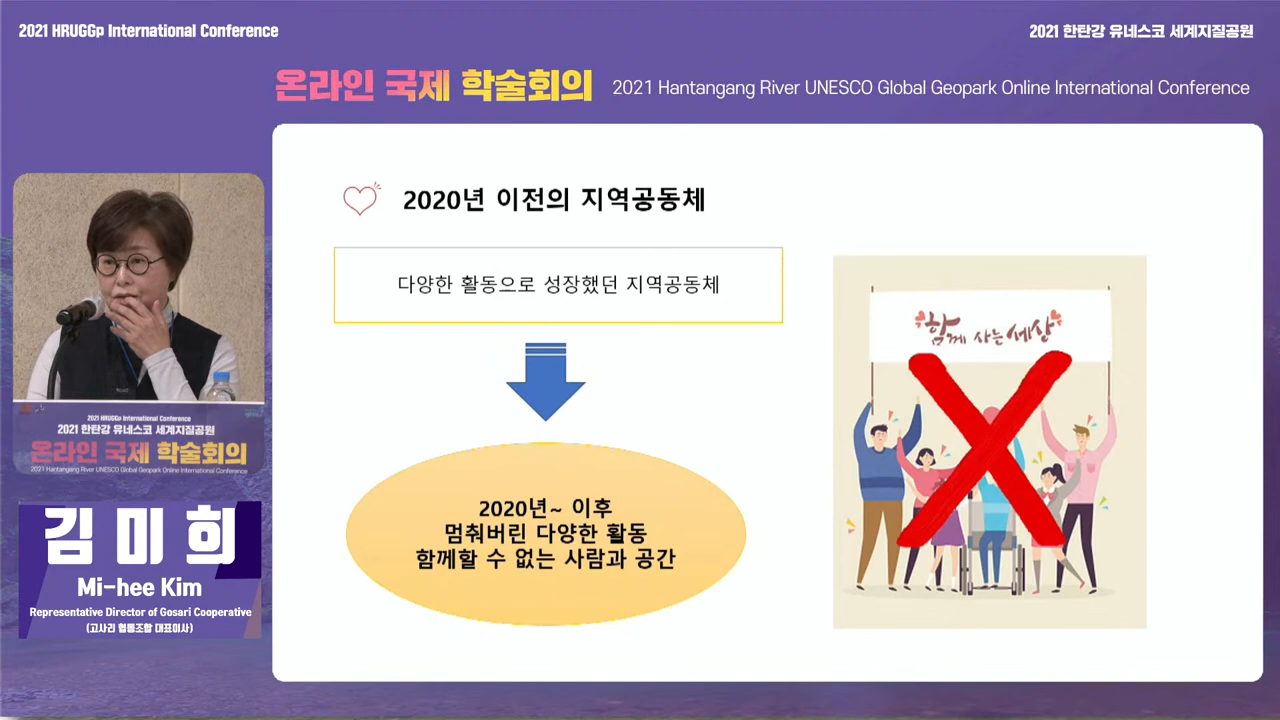 2021 HRUGGp International Conference
2021 한탄강 유네스코 세계지질공원
온라인 국제 학술회의
2021 Hantangang River UNESCO Global Geopark Online International Conference
2020년 이전의 지역공동체
다양한 활동으로 성장했던 지역공동체
함께 사는 세상
2020년~ 이후
멈춰버린 다양한 활동
함께할 수 없는 사람과 공간
2021 HRUGGp International Conference
2021 한탄강 유네스코 세계지질공원
온라인 국제 학술회의
2021 Hantangang River UNESCO Global Geopark Online International Conference
김미희
Mi-hee Kim
Representative Director of Gosari Cooperative
(고사리 협동조합 대표이사)